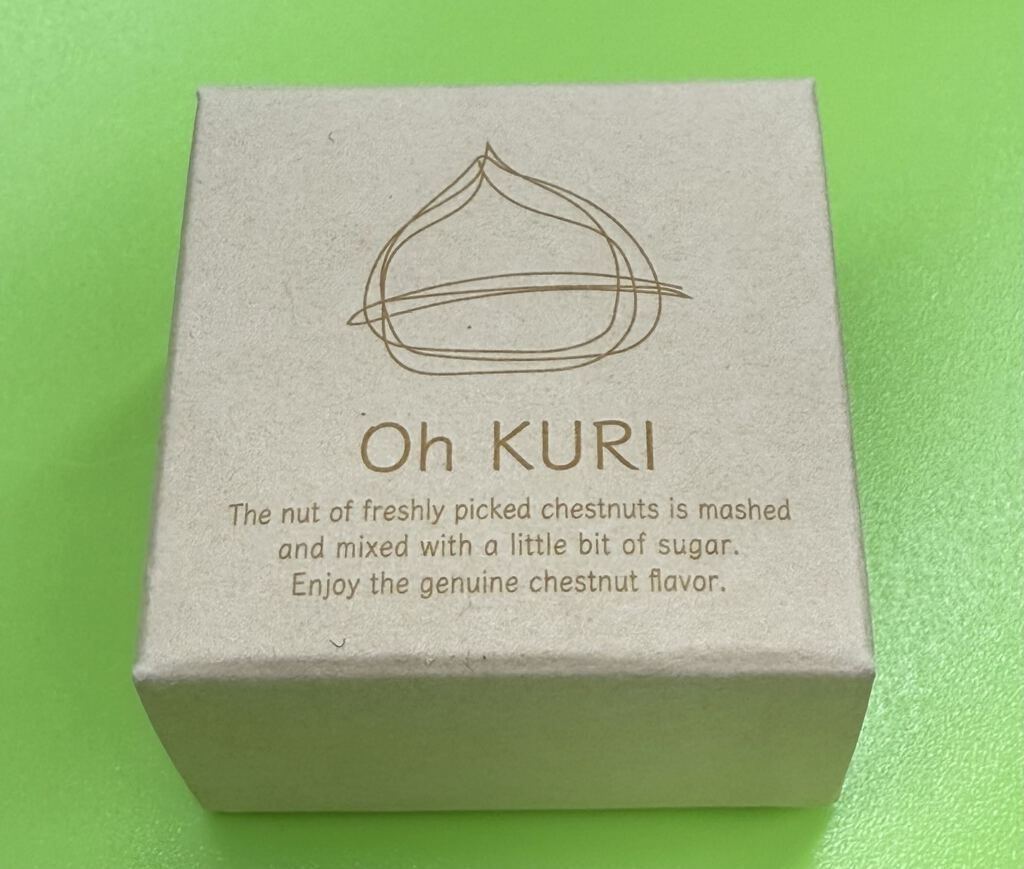 Oh KURI
The nut of freshly picked chestnuts is mashed
and mixed with a little bit of sugar.
Enjoy the genuine chestnut flavor.